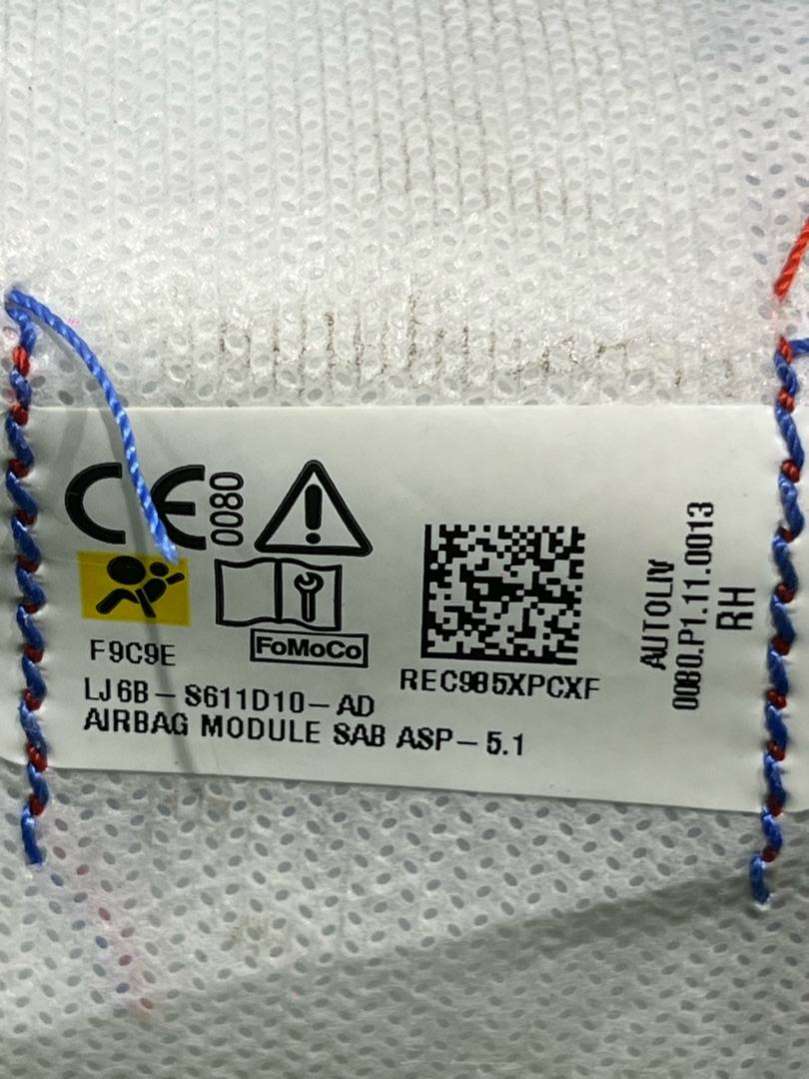 CE 0080
F9C9E
FoMoCo
LJ6B-S611D10-AD
AIRBAG MODULE SAB ASP-5.1
REC985XPCXF
AUTOLIV
0080.P1.11.0013
RH